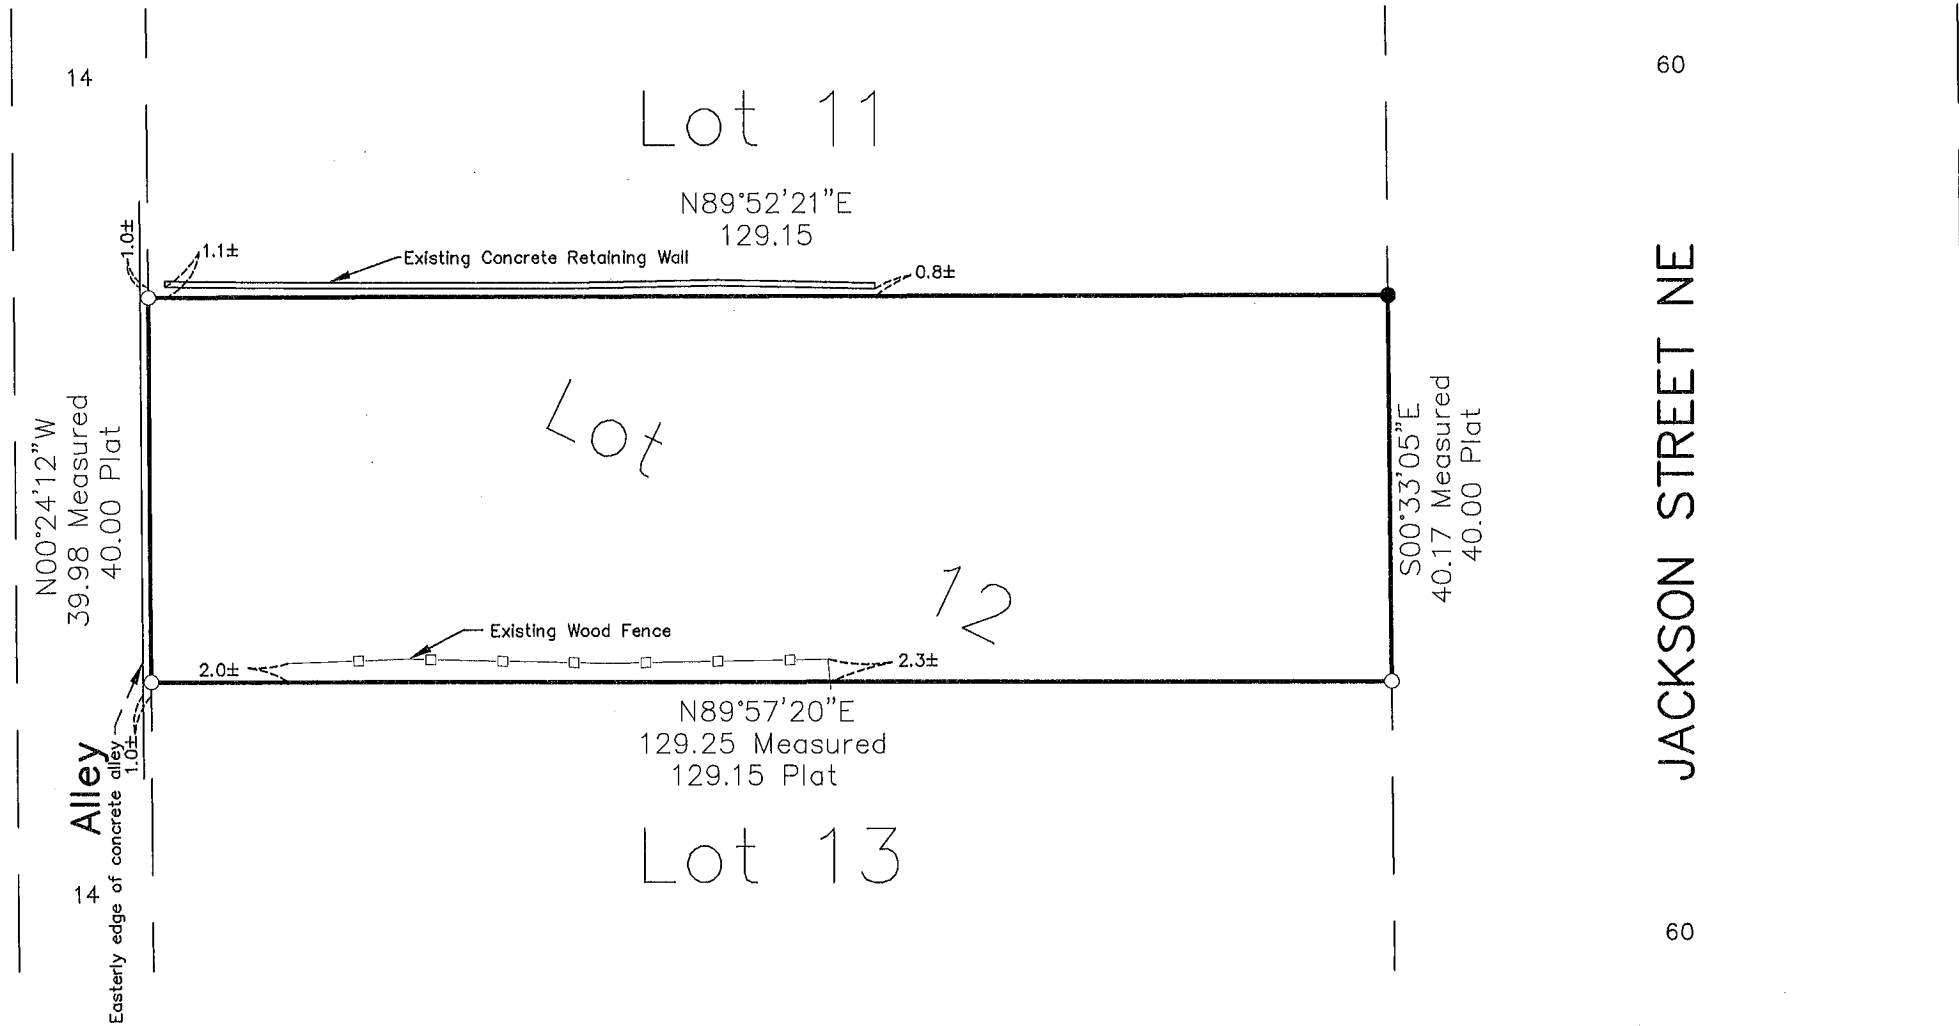 14
60
Lot 11
N89°52'21"E
129.15
1.0±
1.1±
Existing Concrete Retaining Wall
0.8±
JACKSON STREET NE
Lot
12
N00°24'12"W
39.98 Measured
40.00 Plat
S00°33'05"E
40.17 Measured
40.00 Plat
Existing Wood Fence
2.0±
2.3±
N89°57'20"E
129.25 Measured
129.15 Plat
1.0±
Alley
Easterly edge of concrete alley
Lot 13
14
60